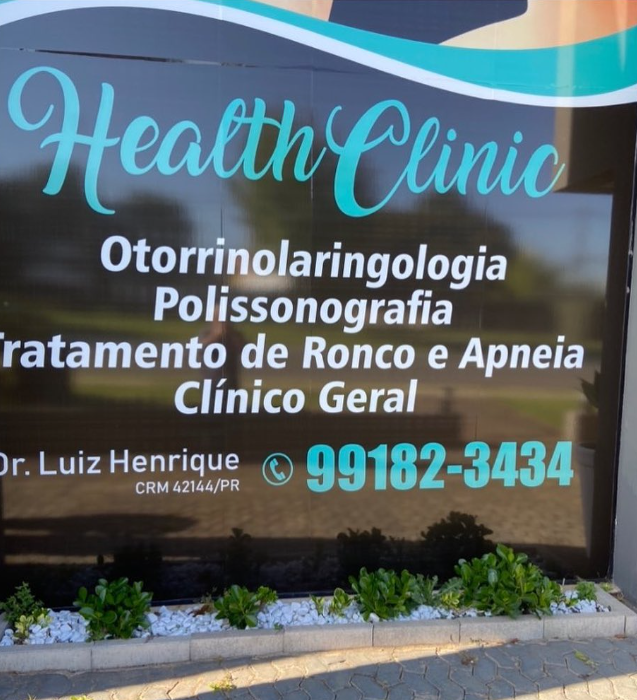 Health Clinic
Otorrinolaringologia
Polissonografia
Tratamento de Ronco e Apneia
Clínico Geral
Dr. Luiz Henrique
CRM 42144/PR
99182-3434